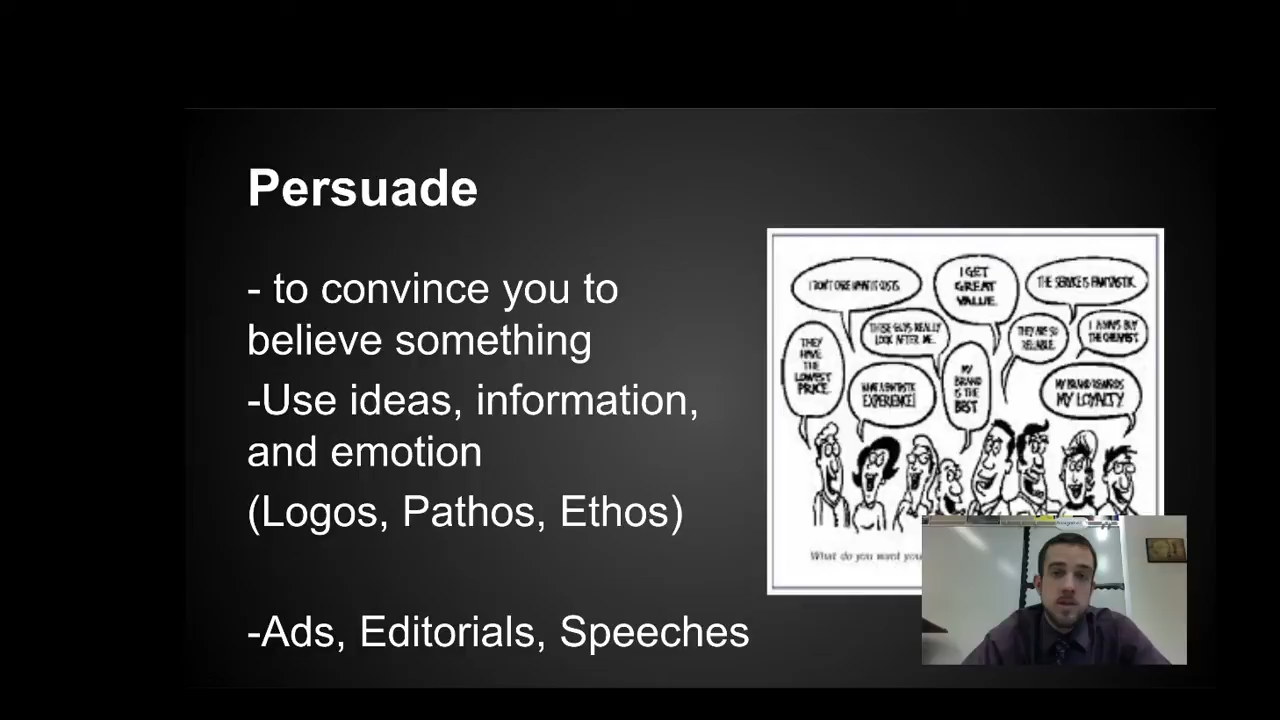 Persuade
- to convince you to
believe something
-Use ideas, information,
and emotion
(Logos, Pathos, Ethos)
-Ads, Editorials, Speeches
I DON'T CARE WHAT IT COSTS.
I GET
GREAT
VALUE.
THE SERVICE IS FANTASTIC.
THEY
HAVE
THE
LOWEST
PRICE.
THESE GUYS REALLY
LOOK AFTER ME.
THEY ARE SO
RELIABLE.
I ALWAYS BUY
THE CHEAPEST.
WHAT A FANTASTIC
EXPERIENCE!
MY
BRAND
IS THE
BEST
MY BRAND REWARDS
MY LOYALTY.
What do you want you